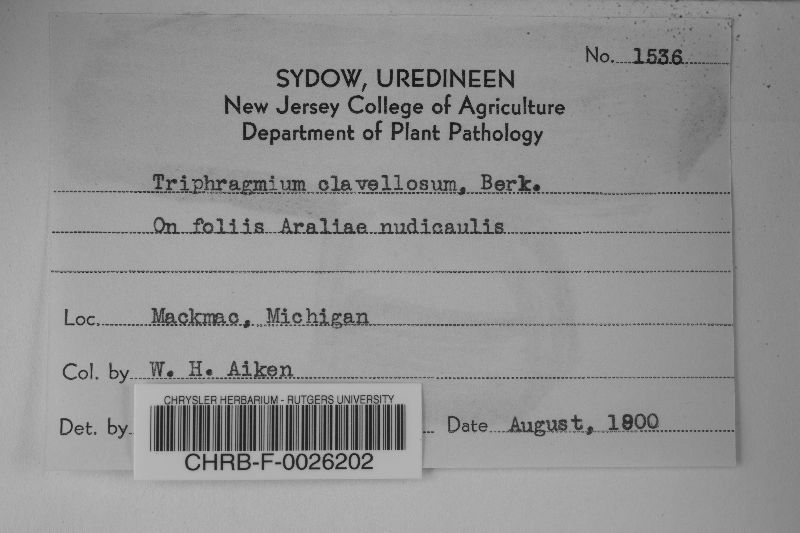 No. 1536
SYDOW, UREDINEEN
New Jersey College of Agriculture
Department of Plant Pathology
Triphragmium clavellosum, Berk.
On foliis Araliae nudicaulis
Loc. Mackmac, Michigan
Col. by W. H. Aiken
Det. by
Date August, 1800
CHRYSLER HERBARIUM - RUTGERS UNIVERSITY
CHRB-F-0026202